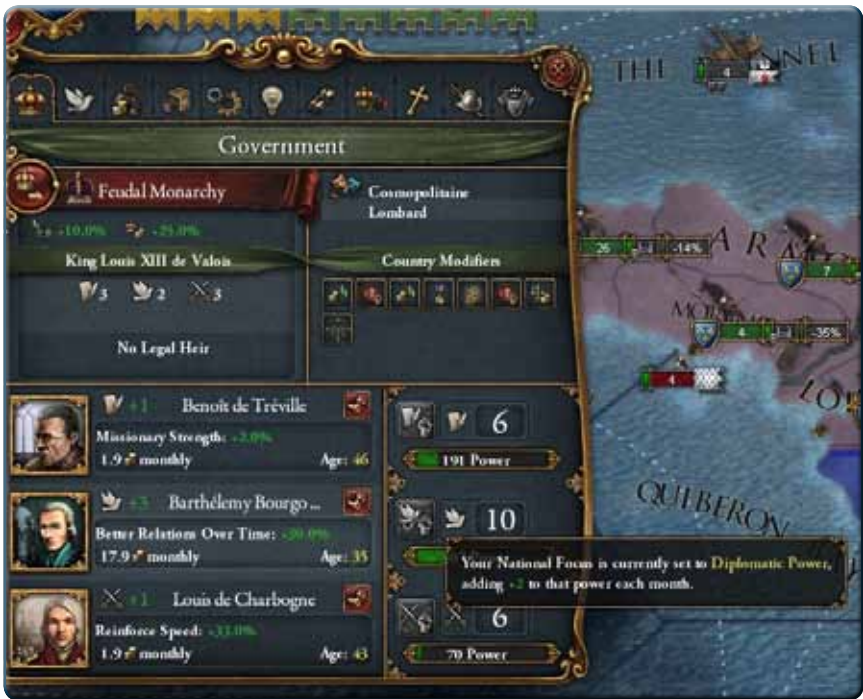 THE
NNEL
4
Government
Feudal Monarchy
Cosmopolitaine
Lombard
+10.0% -25.0%
King Louis XIII de Valois
Country Modifiers
3 2 3
No Legal Heir
26 -14%
A R M
7
4 -35%
4
LO
QUIBERON
+1 Benoît de Tréville
Missionary Strength: +2.0%
1.9 monthly Age: 46
6
191 Power
+3 Barthélemy Bourgo ...
Better Relations Over Time: +30.0%
17.9 monthly Age: 35
10
Your National Focus is currently set to Diplomatic Power,
adding +2 to that power each month.
+1 Louis de Charbogne
Reinforce Speed: +33.0%
1.9 monthly Age: 43
6
70 Power